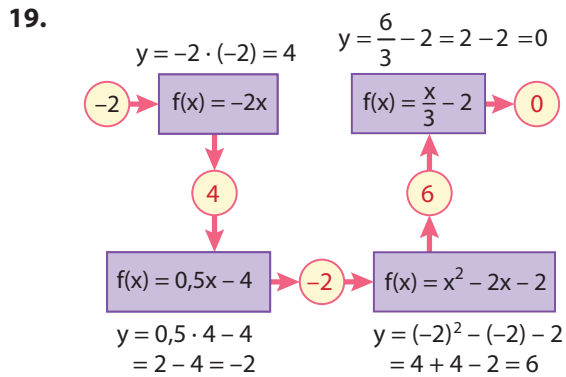 19.
y = –2 · (–2) = 4
y = 6/3 – 2 = 2 – 2 = 0
–2
f(x) = –2x
f(x) = x/3 – 2
0
4
6
f(x) = 0,5x – 4
–2
f(x) = x² – 2x – 2
y = 0,5 · 4 – 4
= 2 – 4 = –2
y = (–2)² – (–2) – 2
= 4 + 4 – 2 = 6